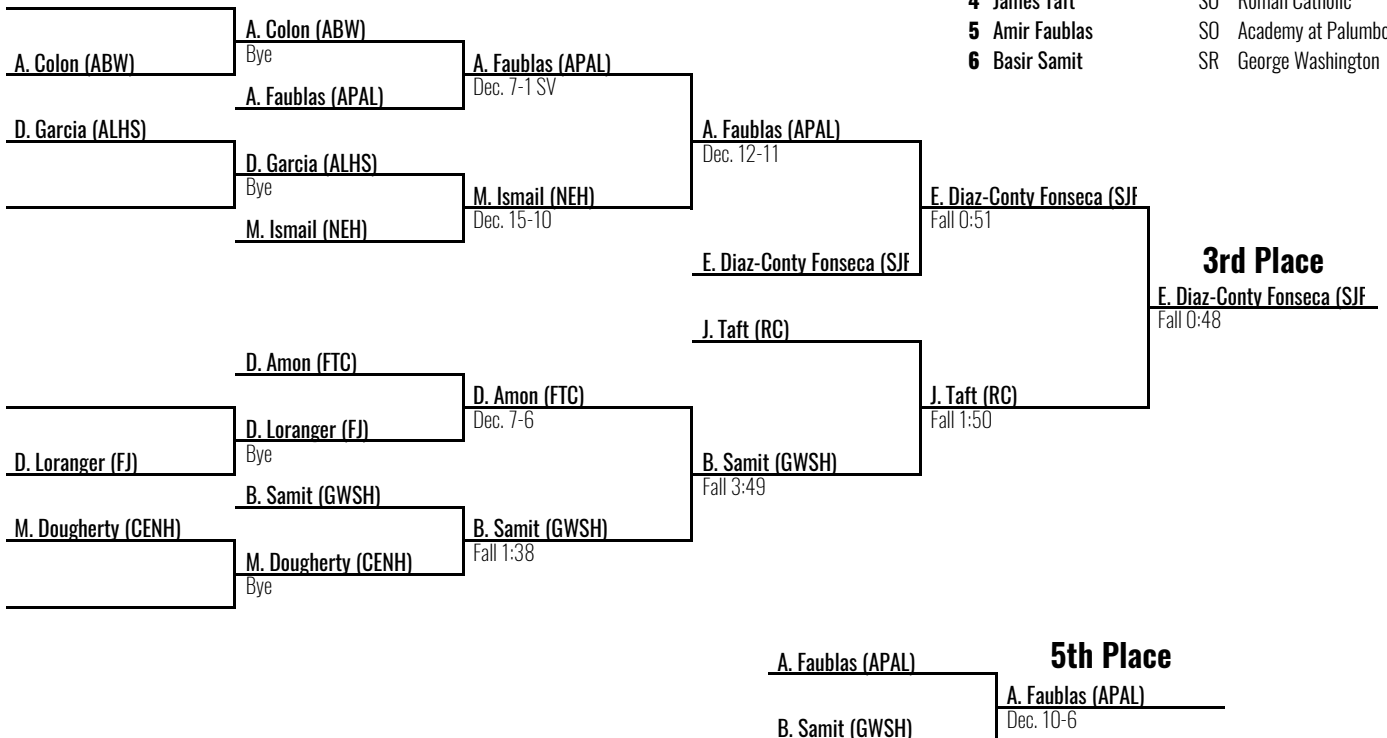 4 James Taft SO Roman Catholic
A. Colon (ABW)
5 Amir Faublas SO Academy at Palumbo
Bye
A. Colon (ABW)
A. Faublas (APAL)
6 Basir Samit SR George Washington
Dec. 7-1 SV
A. Faublas (APAL)
D. Garcia (ALHS)
A. Faublas (APAL)
Dec. 12-11
D. Garcia (ALHS)
Bye
M. Ismail (NEH)
E. Diaz-Conty Fonseca (SJF
Dec. 15-10
Fall 0:51
M. Ismail (NEH)
3rd Place
E. Diaz-Conty Fonseca (SJF
E. Diaz-Conty Fonseca (SJF
Fall 0:48
J. Taft (RC)
D. Amon (FTC)
D. Amon (FTC)
J. Taft (RC)
Dec. 7-6
Fall 1:50
D. Loranger (FJ)
Bye
D. Loranger (FJ)
B. Samit (GWSH)
Fall 3:49
B. Samit (GWSH)
M. Dougherty (CENH)
B. Samit (GWSH)
Fall 1:38
M. Dougherty (CENH)
Bye
5th Place
A. Faublas (APAL)
A. Faublas (APAL)
Dec. 10-6
B. Samit (GWSH)